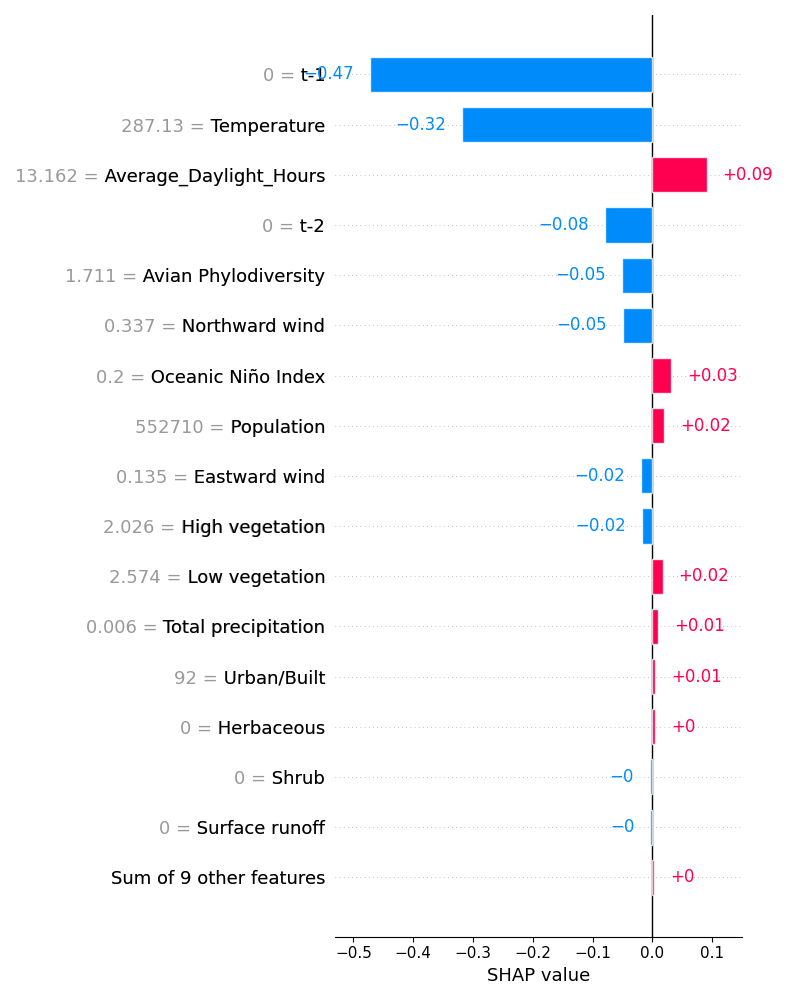 0 = t-1 −0.47
287.13 = Temperature −0.32
13.162 = Average_Daylight_Hours +0.09
0 = t-2 −0.08
1.711 = Avian Phylodiversity −0.05
0.337 = Northward wind −0.05
0.2 = Oceanic Niño Index +0.03
552710 = Population +0.02
0.135 = Eastward wind −0.02
2.026 = High vegetation −0.02
2.574 = Low vegetation +0.02
0.006 = Total precipitation +0.01
92 = Urban/Built +0.01
0 = Herbaceous +0
0 = Shrub −0
0 = Surface runoff −0
Sum of 9 other features +0
−0.5 −0.4 −0.3 −0.2 −0.1 0.0 0.1
SHAP value